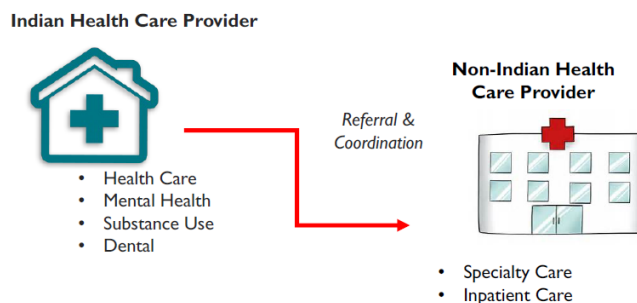 Indian Health Care Provider
• Health Care
• Mental Health
• Substance Use
• Dental
Referral &
Coordination
Non-Indian Health
Care Provider
• Specialty Care
• Inpatient Care